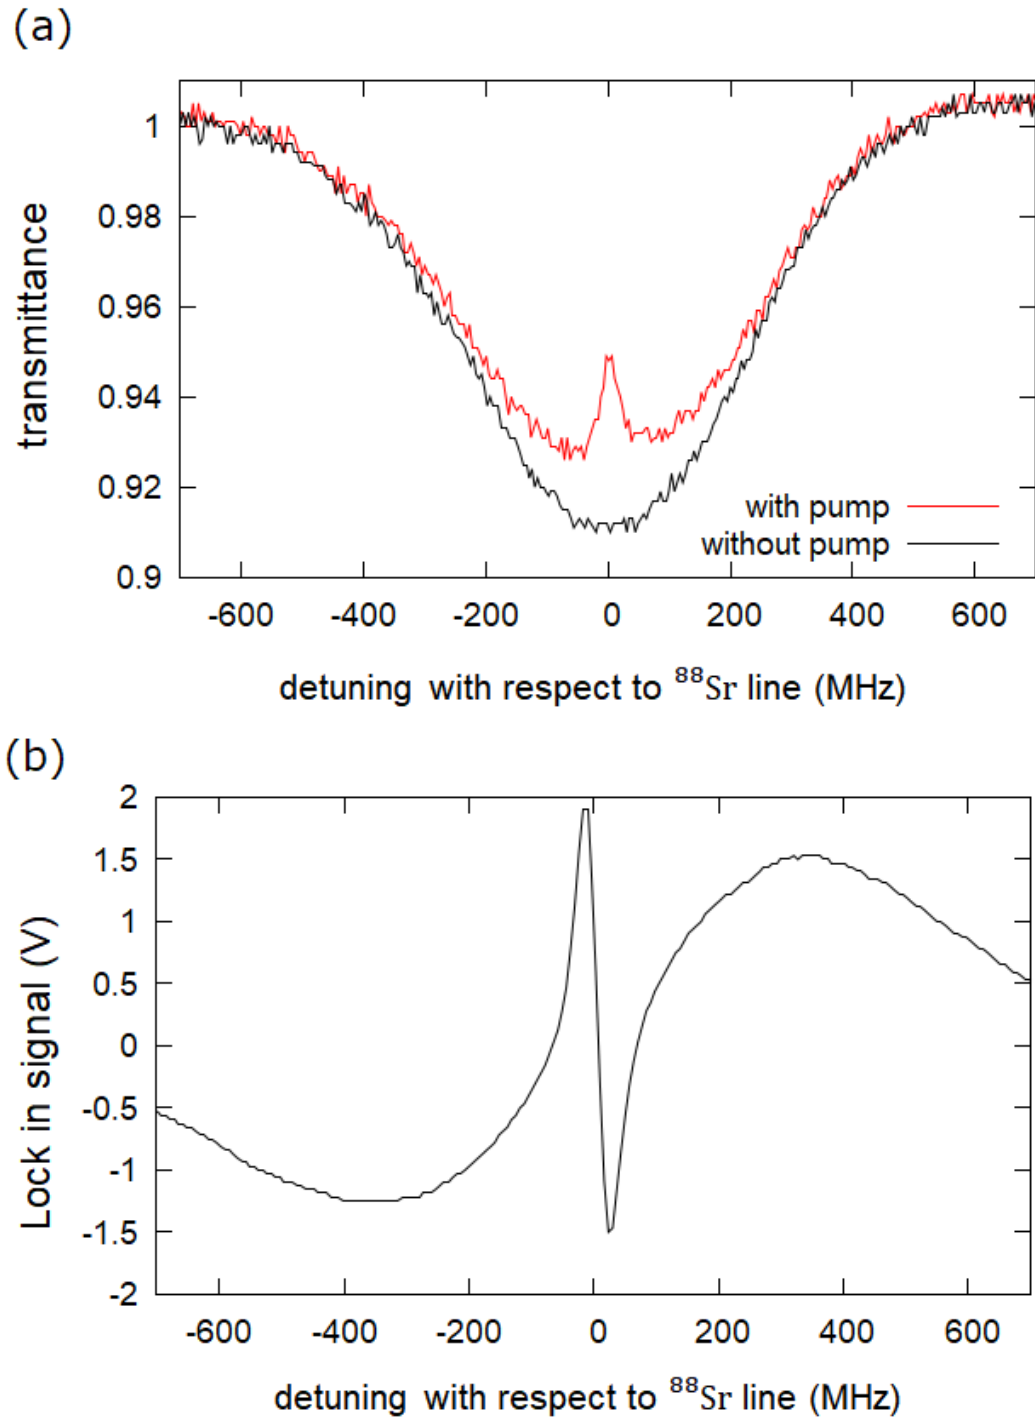 (a)
transmittance
1
0.98
0.96
0.94
0.92
0.9
with pump
without pump
-600 -400 -200 0 200 400 600
detuning with respect to ⁸⁸Sr line (MHz)
(b)
Lock in signal (V)
2
1.5
1
0.5
0
-0.5
-1
-1.5
-2
-600 -400 -200 0 200 400 600
detuning with respect to ⁸⁸Sr line (MHz)